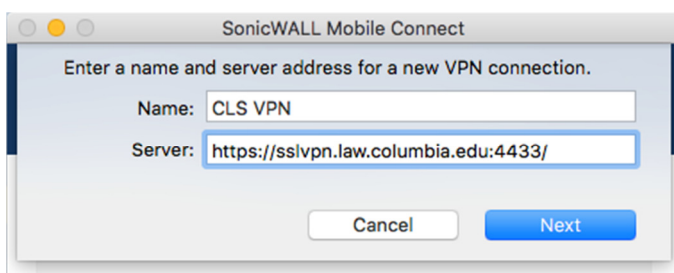 SonicWALL Mobile Connect
Enter a name and server address for a new VPN connection.
Name: CLS VPN
Server: https://sslvpn.law.columbia.edu:4433/
Cancel Next